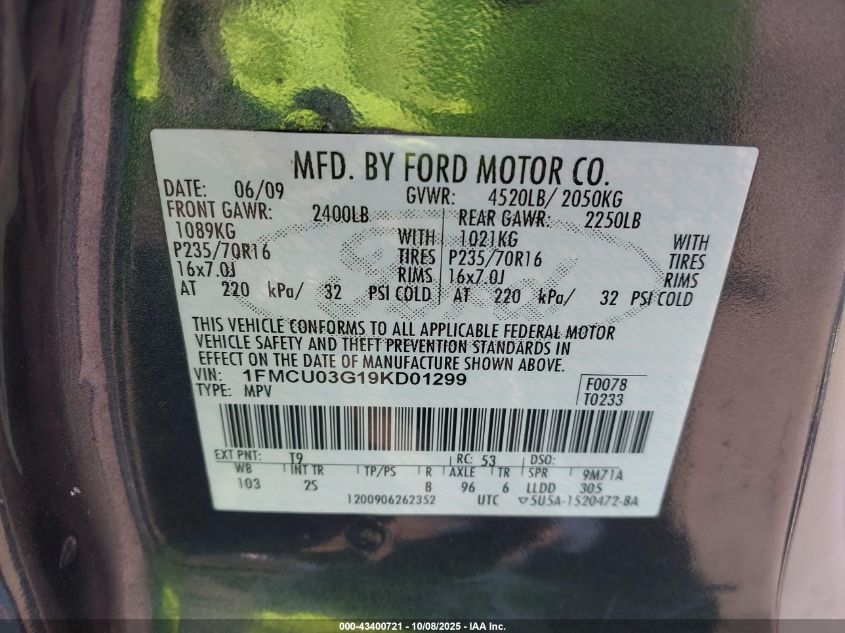 MFD. BY FORD MOTOR CO.
DATE: 06/09 GVWR: 4520LB/ 2050KG
FRONT GAWR: 2400LB REAR GAWR: 2250LB
1089KG WITH 1021KG WITH
P235/70R16 TIRES P235/70R16 TIRES
16x7.0J RIMS 16x7.0J RIMS
AT 220 kPa/ 32 PSI COLD AT 220 kPa/ 32 PSI COLD
Ford
THIS VEHICLE CONFORMS TO ALL APPLICABLE FEDERAL MOTOR
VEHICLE SAFETY AND THEFT PREVENTION STANDARDS IN
EFFECT ON THE DATE OF MANUFACTURE SHOWN ABOVE.
VIN: 1FMCU03G19KD01299 F0078
TYPE: MPV T0233
EXT PNT: T9 RC: 53 DSO:
WB INT TR TP/PS R AXLE TR SPR 9M71A
103 2S 8 96 6 LLDD 305
1200906262352 UTC ▽5U5A-1520472-BA
000-43400721 - 10/08/2025 - IAA Inc.